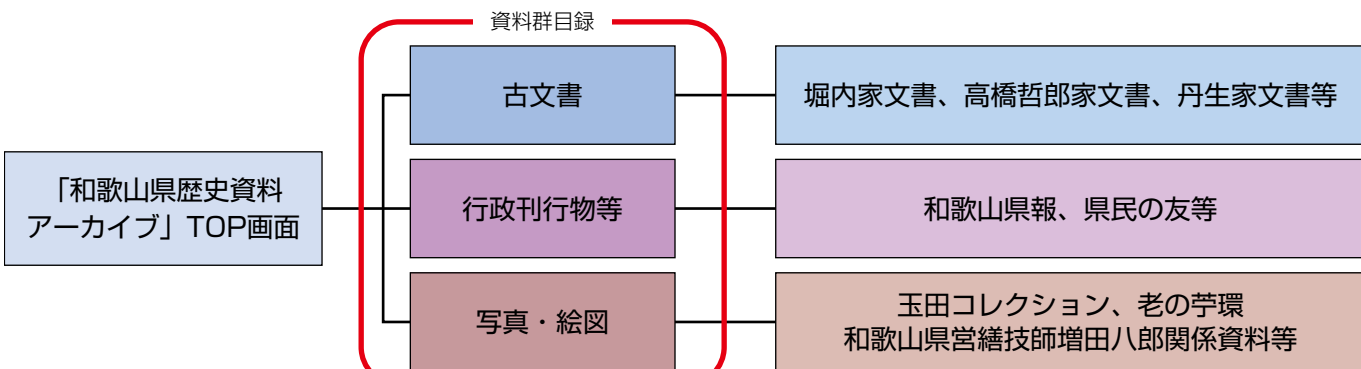 資料群目録
「和歌山県歴史資料
アーカイブ」TOP画面
古文書
堀内家文書、高橋哲郎家文書、丹生家文書等
行政刊行物等
和歌山県報、県民の友等
写真・絵図
玉田コレクション、老の苧環
和歌山県営繕技師増田八郎関係資料等